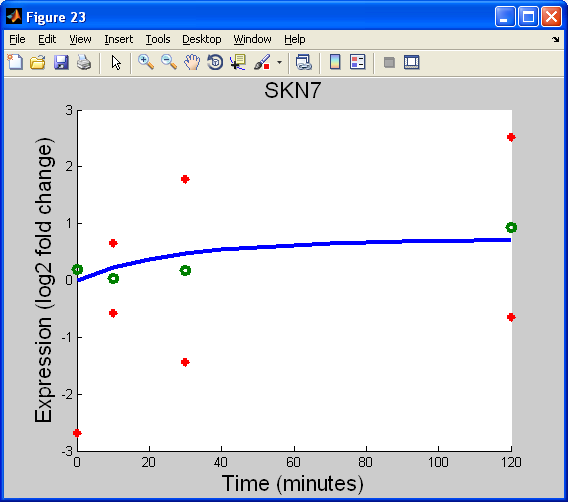 Figure 23
File Edit View Insert Tools Desktop Window Help
SKN7
3
2
1
0
-1
-2
-3
Expression (log2 fold change)
0 20 40 60 80 100 120
Time (minutes)